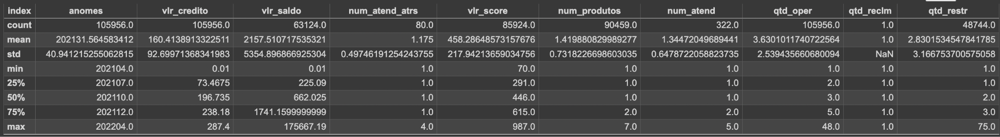 index anomes vlr_credito vlr_saldo num_atend_atrs vlr_score num_produtos num_atend qtd_oper qtd_reclm qtd_restr
count 105956.0 105956.0 63124.0 80.0 85924.0 90459.0 322.0 105956.0 1.0 48744.0
mean 202131.564583412 160.4138913322511 2157.510717535321 1.175 458.28648573157676 1.419880829989277 1.34472049689441 3.6301011740722564 1.0 2.8301534547841785
std 40.941215255062815 92.69971368341983 5354.896866925304 0.49746191254243755 217.94213659034756 0.7318226698603035 0.6478722058823735 2.539435660680094 NaN 3.166753700575058
min 202104.0 0.01 0.01 1.0 70.0 1.0 1.0 1.0 1.0 1.0
25% 202107.0 73.4675 225.09 1.0 291.0 1.0 1.0 2.0 1.0 1.0
50% 202110.0 196.735 662.025 1.0 446.0 1.0 1.0 3.0 1.0 2.0
75% 202112.0 238.18 1741.1599999999 1.0 615.0 2.0 2.0 5.0 1.0 3.0
max 202204.0 287.4 175667.19 4.0 987.0 7.0 5.0 48.0 1.0 75.0